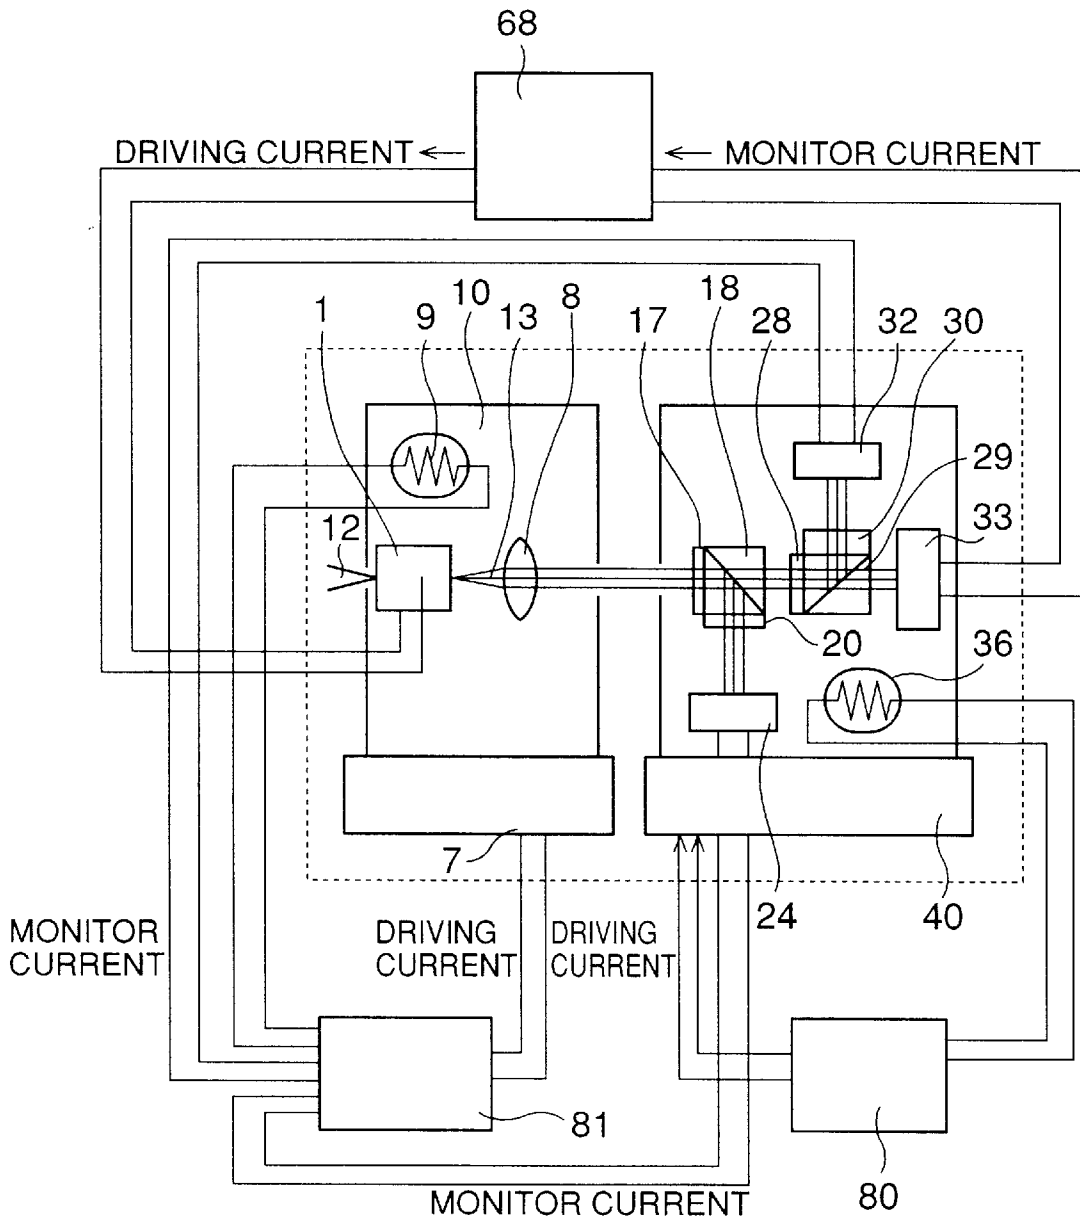 68
DRIVING CURRENT
MONITOR CURRENT
1
9
10
13
8
17
18
28
32
30
29
12
33
20
36
7
24
40
MONITOR
CURRENT
DRIVING
CURRENT
DRIVING
CURRENT
81
80
MONITOR CURRENT